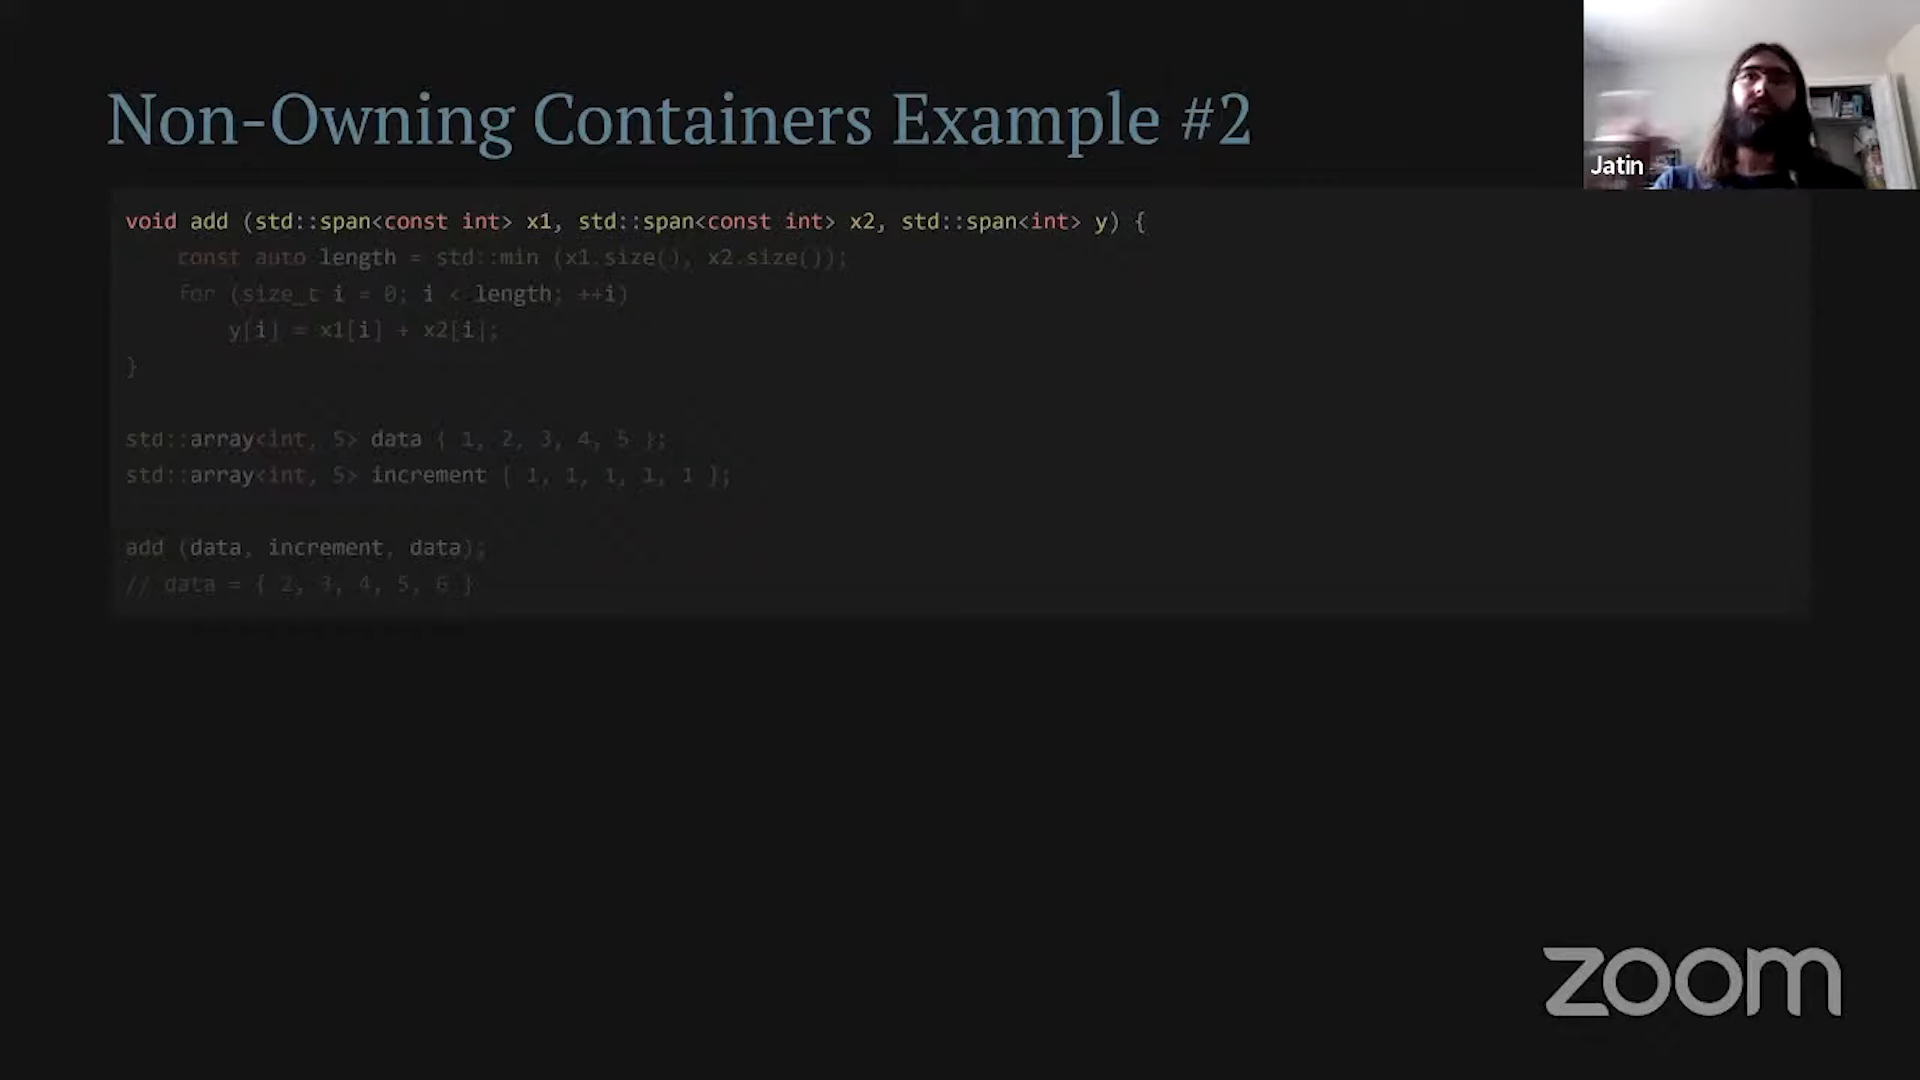 Non-Owning Containers Example #2
Jatin
void add (std::span<const int> x1, std::span<const int> x2, std::span<int> y) {
const auto length = std::min (x1.size(), x2.size());
for (size_t i = 0; i < length; ++i)
y[i] = x1[i] + x2[i];
}
std::array<int, 5> data { 1, 2, 3, 4, 5 };
std::array<int, 5> increment { 1, 1, 1, 1, 1 };
add (data, increment, data);
// data = { 2, 3, 4, 5, 6 }
zoom